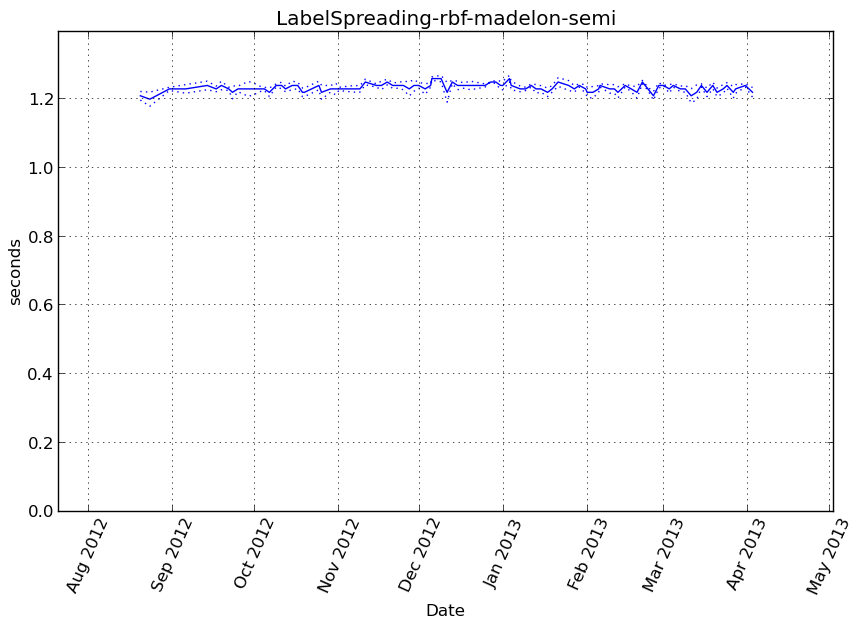 LabelSpreading-rbf-madelon-semi
seconds
1.2
1.0
0.8
0.6
0.4
0.2
0.0
Aug 2012
Sep 2012
Oct 2012
Nov 2012
Dec 2012
Jan 2013
Feb 2013
Mar 2013
Apr 2013
May 2013
Date